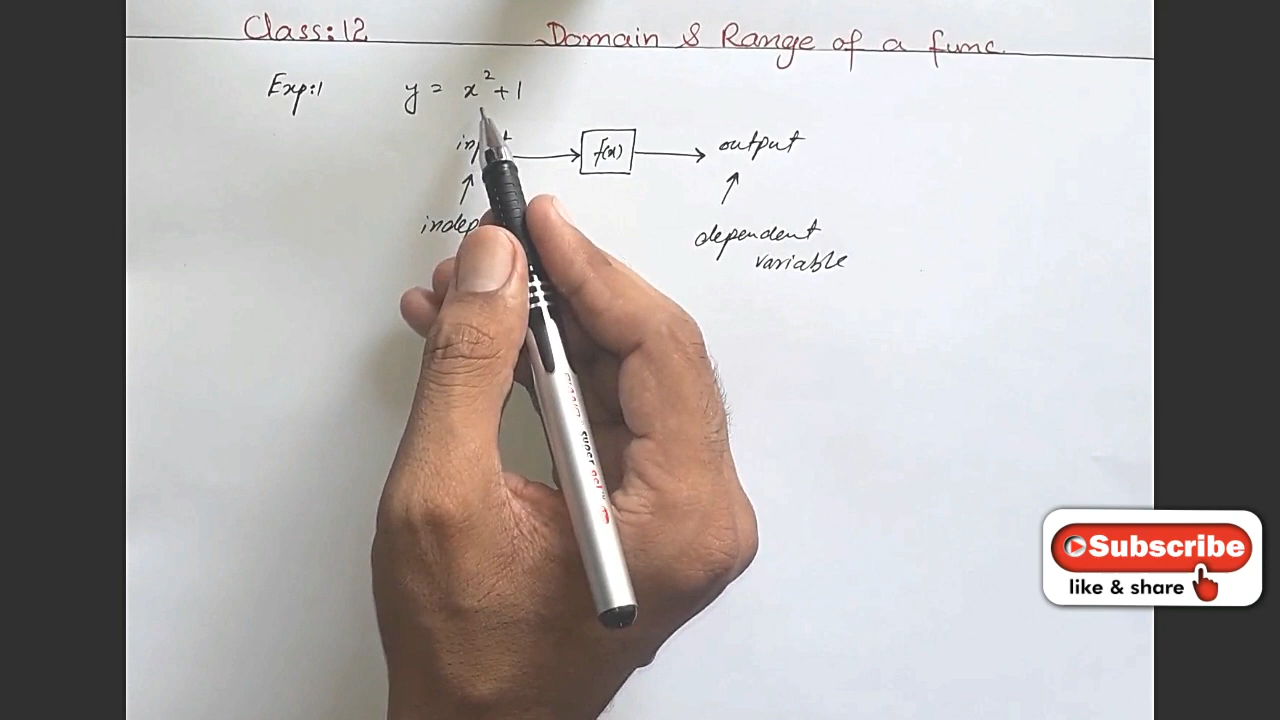 Class:12 Domain & Range of a func.
Exp:1 y = x²+1
f(x) output
dependent
variable
Subscribe
like & share